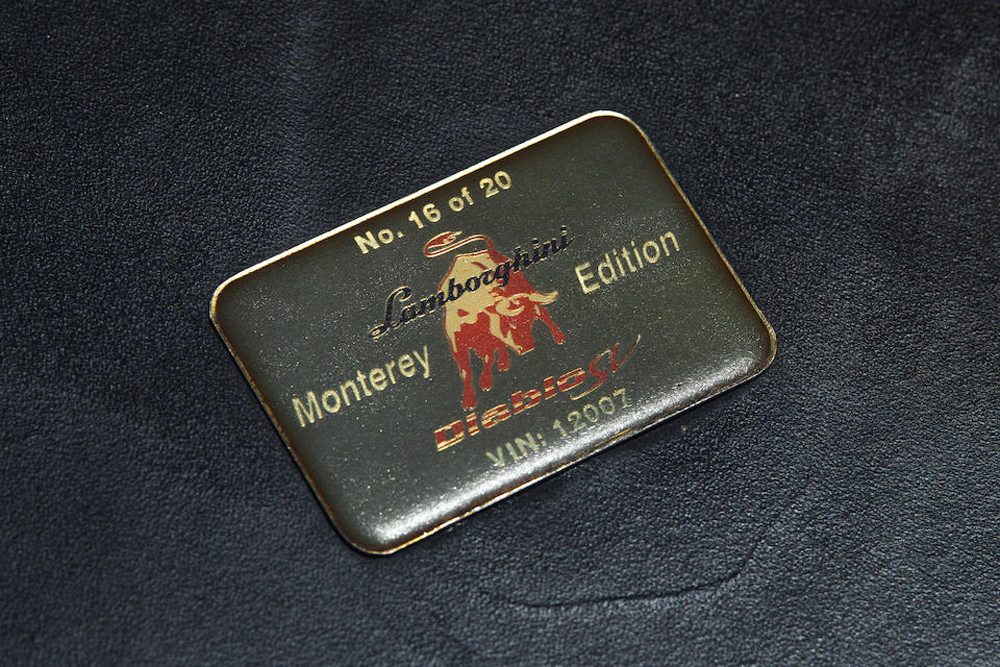 No. 16 of 20
Lamborghini
Monterey Edition
Diablo SV
VIN: 12007